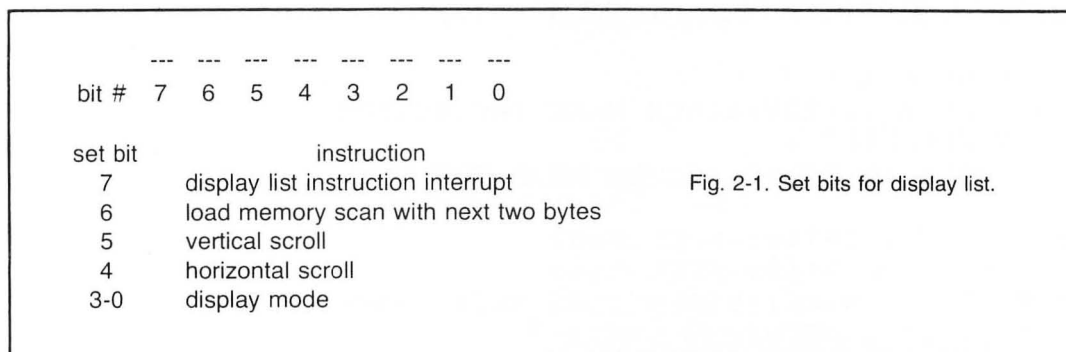 --- --- --- --- --- --- --- ---
bit # 7 6 5 4 3 2 1 0
set bit instruction
7 display list instruction interrupt
6 load memory scan with next two bytes
5 vertical scroll
4 horizontal scroll
3-0 display mode
Fig. 2-1. Set bits for display list.